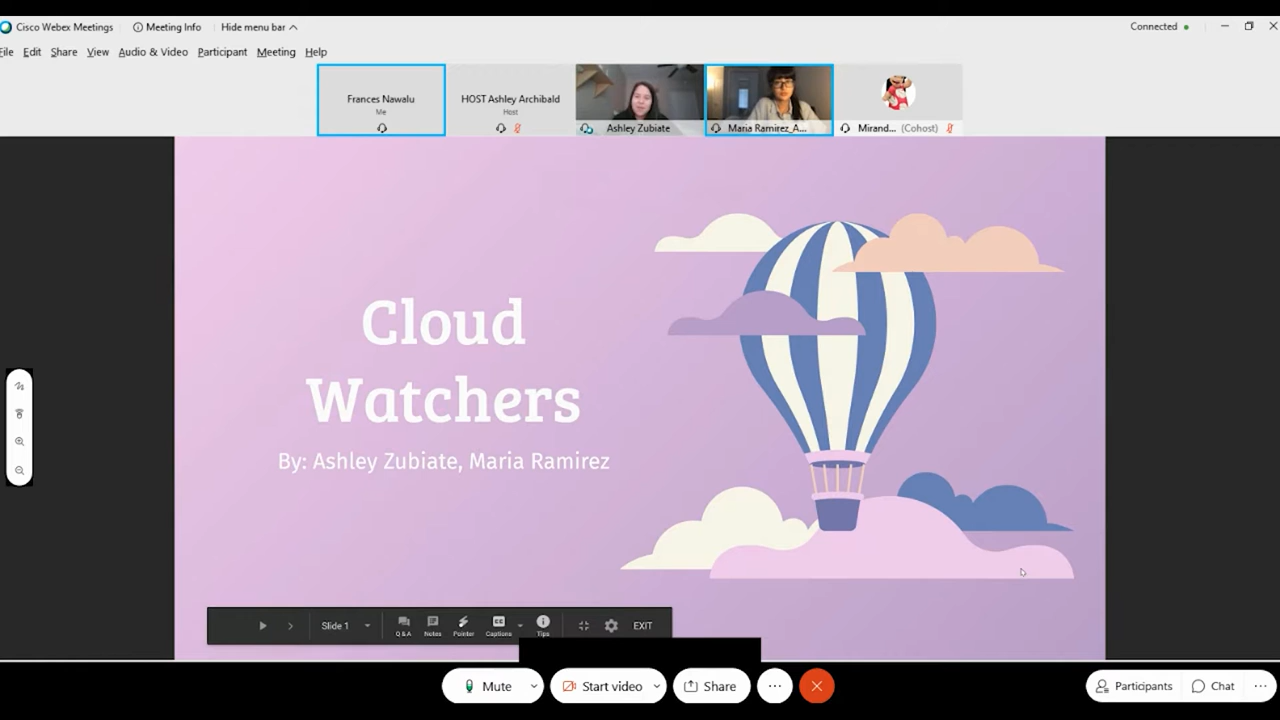 Cisco Webex Meetings
Meeting Info
Hide menu bar
Connected
File Edit Share View Audio & Video Participant Meeting Help
Frances Nawalu
Me
HOST Ashley Archibald
Host
Ashley Zubiate
Maria Ramirez_A...
Mirand... (Cohost)
Cloud
Watchers
By: Ashley Zubiate, Maria Ramirez
Slide 1
Q & A
Notes
Pointer
CC
Captions
Tips
EXIT
Mute
Start video
Share
Participants
Chat